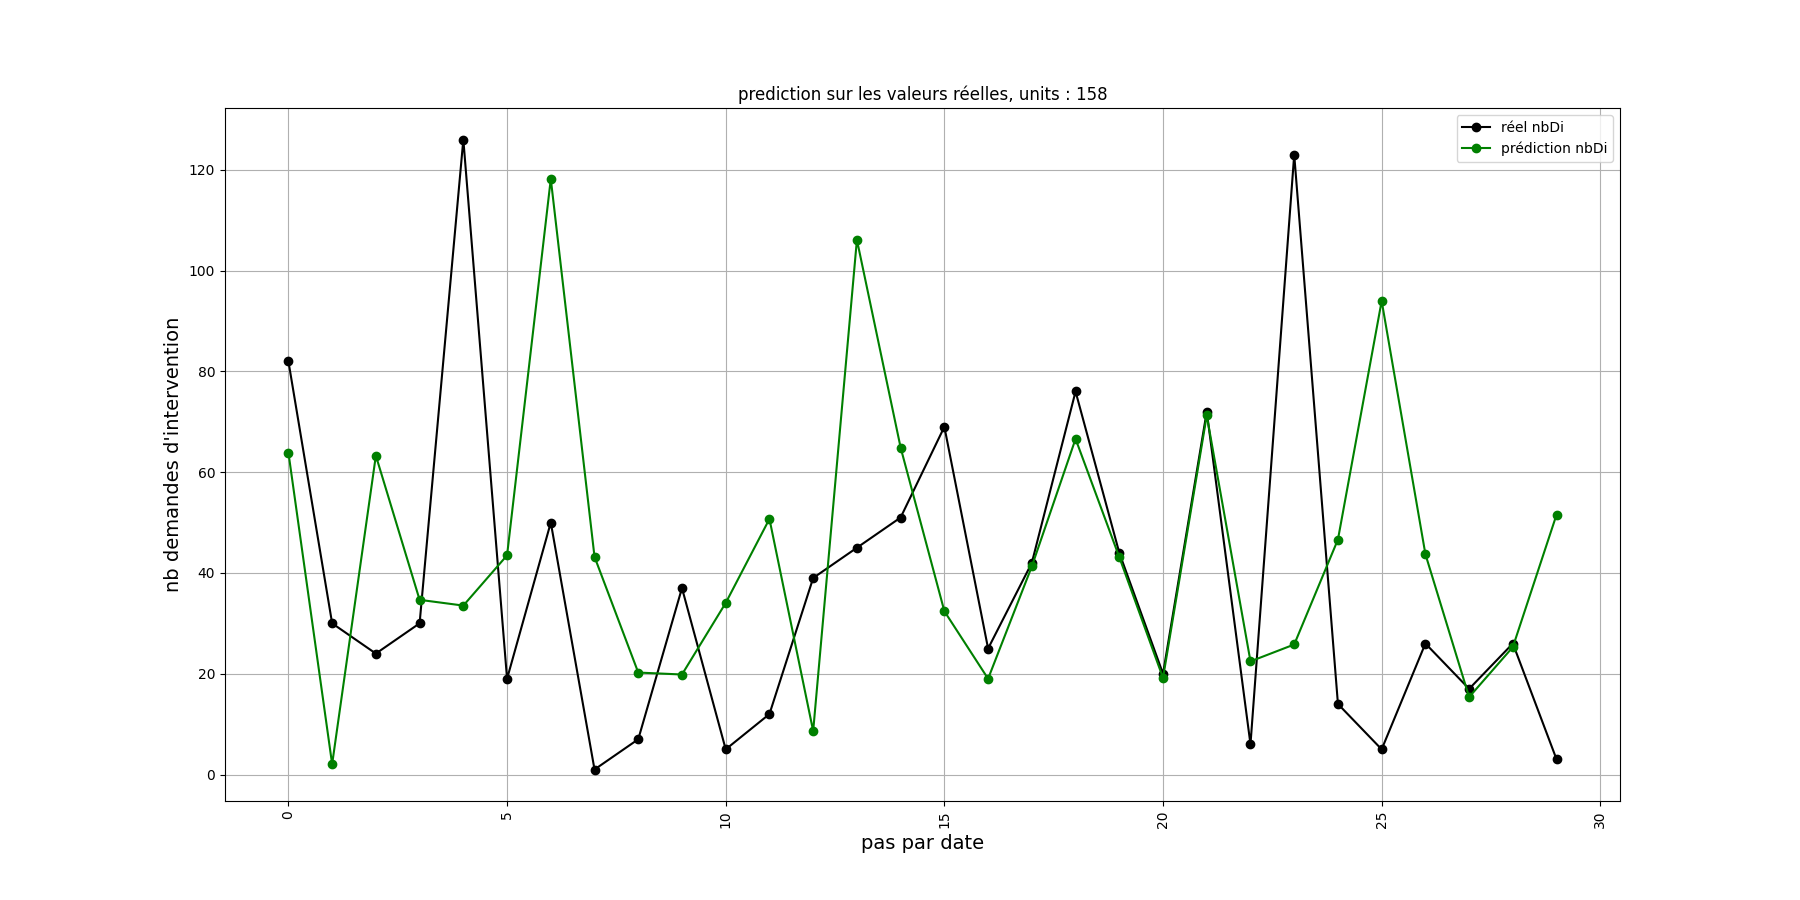 prediction sur les valeurs réelles, units : 158
réel nbDi
prédiction nbDi
nb demandes d'intervention
120
100
80
60
40
20
0
0
5
10
15
20
25
30
pas par date